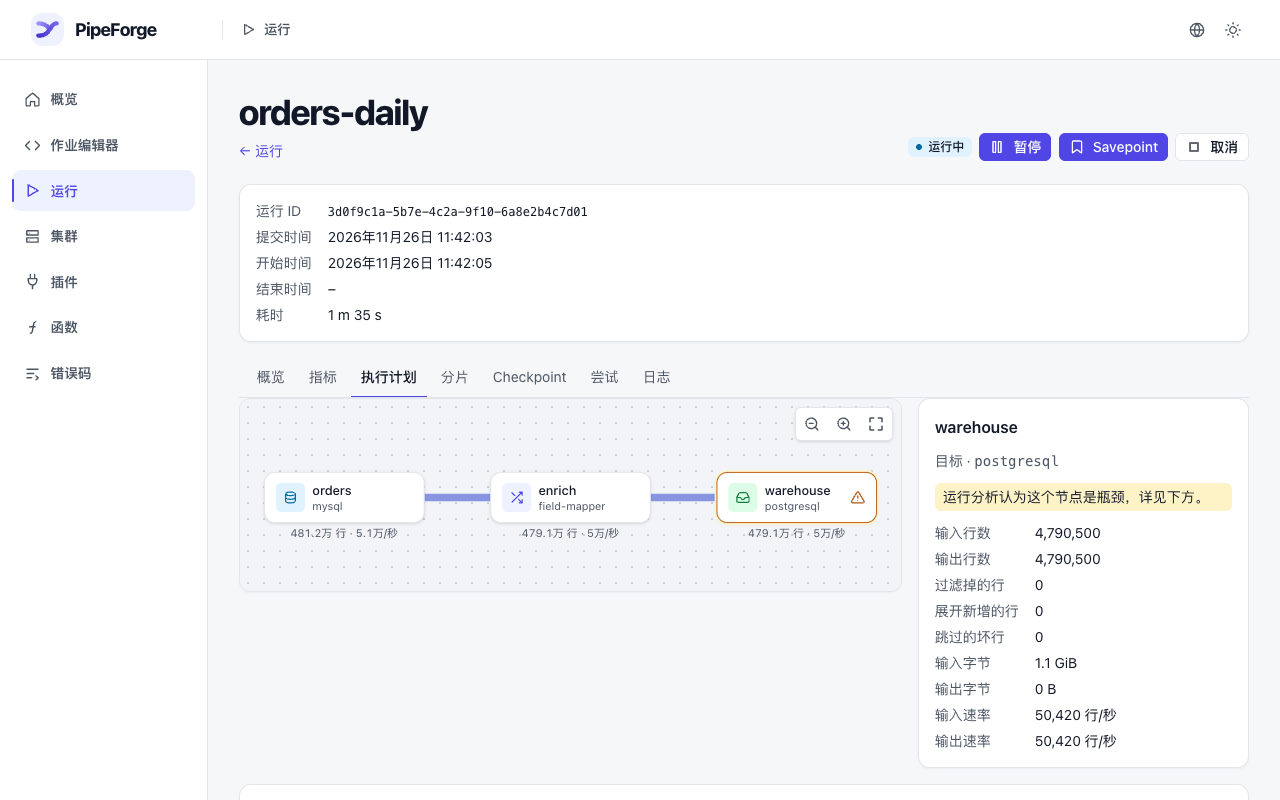 PipeForge
运行
概览
作业编辑器
运行
集群
插件
函数
错误码
orders-daily
← 运行
运行中
暂停
Savepoint
取消
运行 ID 3d0f9c1a-5b7e-4c2a-9f10-6a8e2b4c7d01
提交时间 2026年11月26日 11:42:03
开始时间 2026年11月26日 11:42:05
结束时间 –
耗时 1 m 35 s
概览 指标 执行计划 分片 Checkpoint 尝试 日志
orders
mysql
481.2万 行 · 5.1万/秒
enrich
field-mapper
479.1万 行 · 5万/秒
warehouse
postgresql
479.1万 行 · 5万/秒
warehouse
目标 · postgresql
运行分析认为这个节点是瓶颈，详见下方。
输入行数 4,790,500
输出行数 4,790,500
过滤掉的行 0
展开新增的行 0
跳过的坏行 0
输入字节 1.1 GiB
输出字节 0 B
输入速率 50,420 行/秒
输出速率 50,420 行/秒